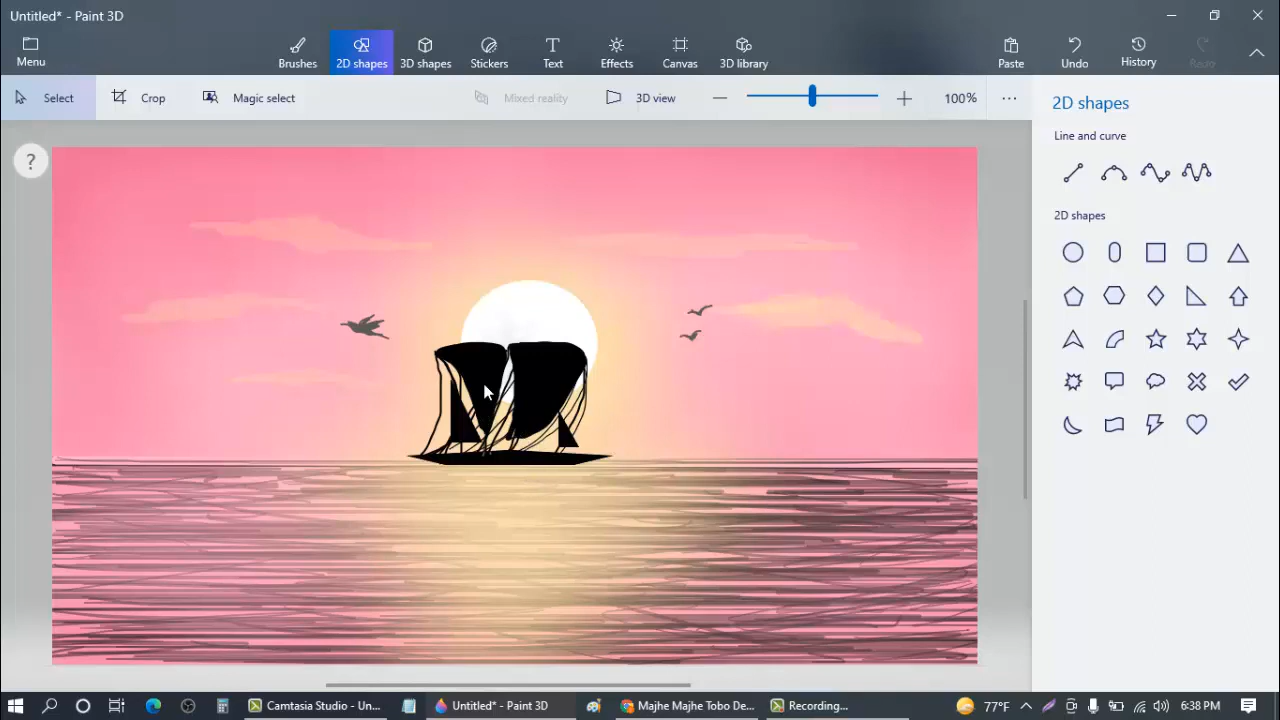 Untitled* - Paint 3D
Menu
Brushes
2D shapes
3D shapes
Stickers
Text
Effects
Canvas
3D library
Paste
Undo
History
Redo
Select
Crop
Magic select
Mixed reality
3D view
100%
2D shapes
Line and curve
2D shapes
?
Camtasia Studio - Un...
Untitled* - Paint 3D
Majhe Majhe Tobo De...
Recording...
77°F
6:38 PM